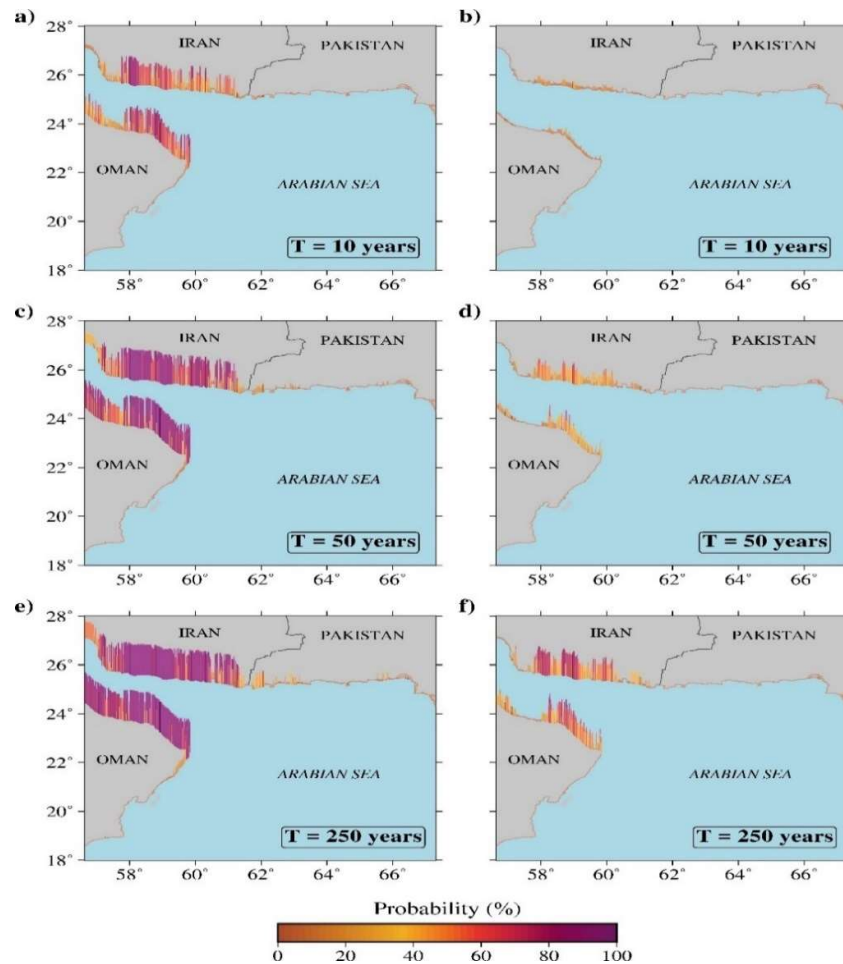 a) b)
28°
IRAN PAKISTAN IRAN PAKISTAN
26°
24°
22°
OMAN ARABIAN SEA OMAN ARABIAN SEA
20°
T = 10 years T = 10 years
18°
58° 60° 62° 64° 66° 58° 60° 62° 64° 66°
c) d)
28°
IRAN PAKISTAN IRAN PAKISTAN
26°
24°
22°
OMAN OMAN
ARABIAN SEA ARABIAN SEA
20°
T = 50 years T = 50 years
18°
58° 60° 62° 64° 66° 58° 60° 62° 64° 66°
e) f)
28°
IRAN PAKISTAN IRAN PAKISTAN
26°
24°
22°
OMAN OMAN
ARABIAN SEA ARABIAN SEA
20°
T = 250 years T = 250 years
18°
58° 60° 62° 64° 66° 58° 60° 62° 64° 66°
Probability (%)
0 20 40 60 80 100